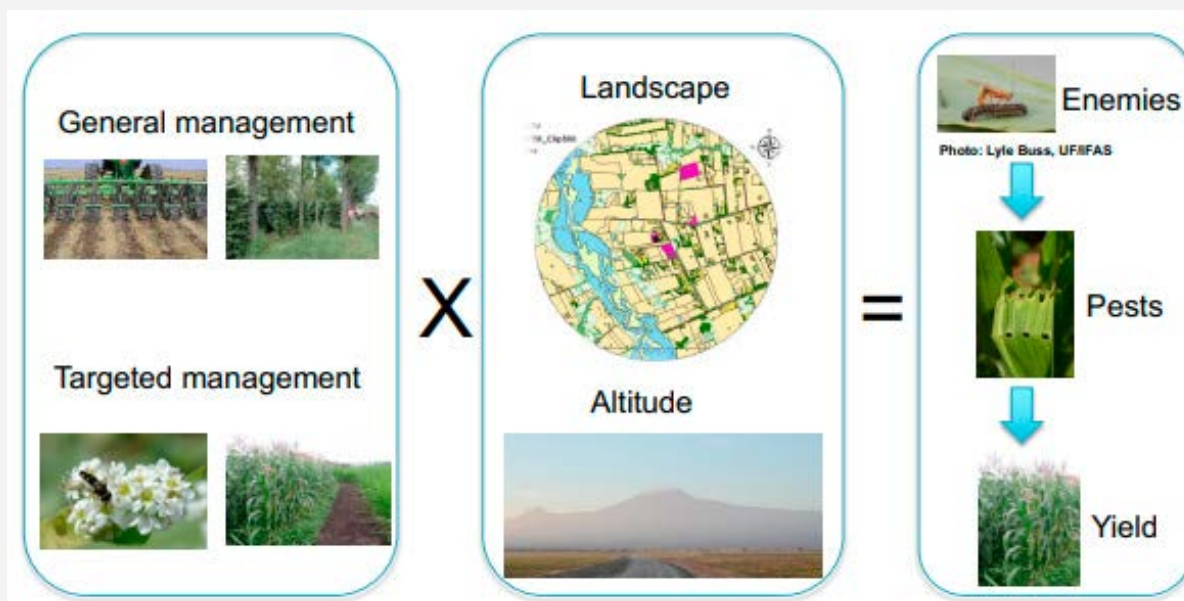 General management
Targeted management
X
Landscape
Altitude
=
Enemies
Photo: Lyle Buss, UF/IFAS
Pests
Yield